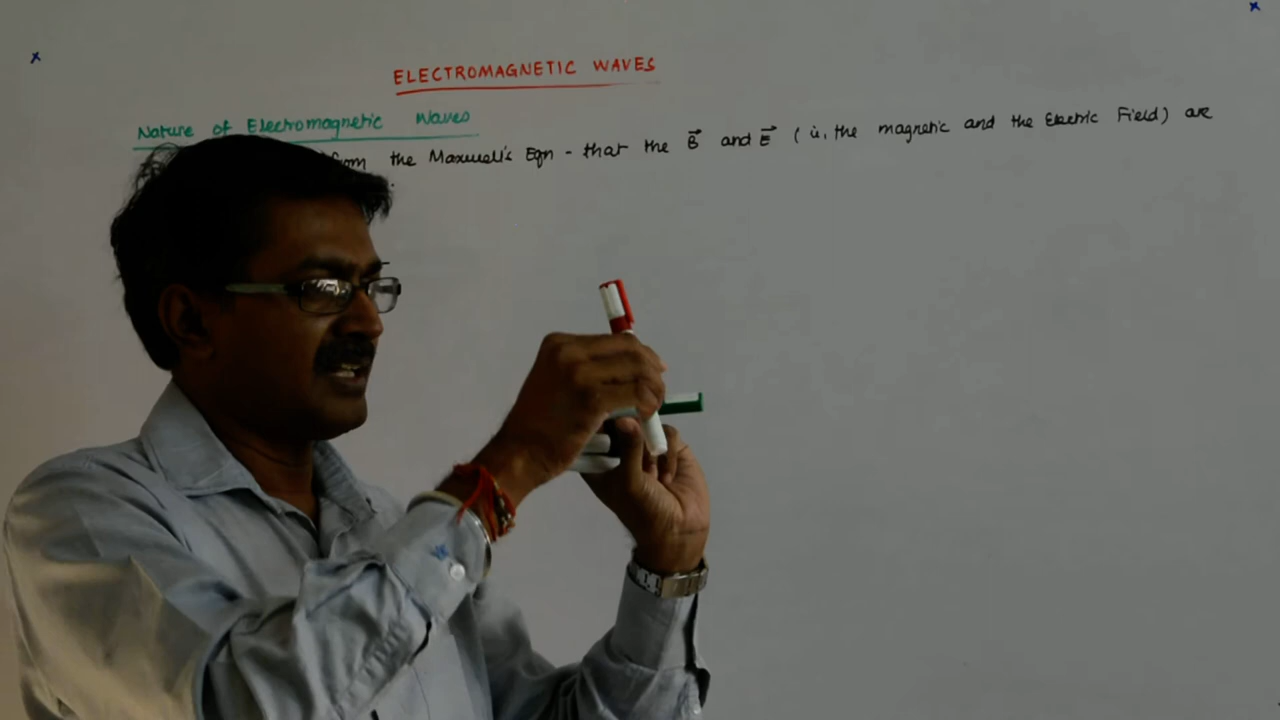 ELECTROMAGNETIC WAVES
Nature of Electromagnetic Waves
the Maxwell's Eqn - that the B⃗ and E⃗ ( ie, the magnetic and the Electric Field) are